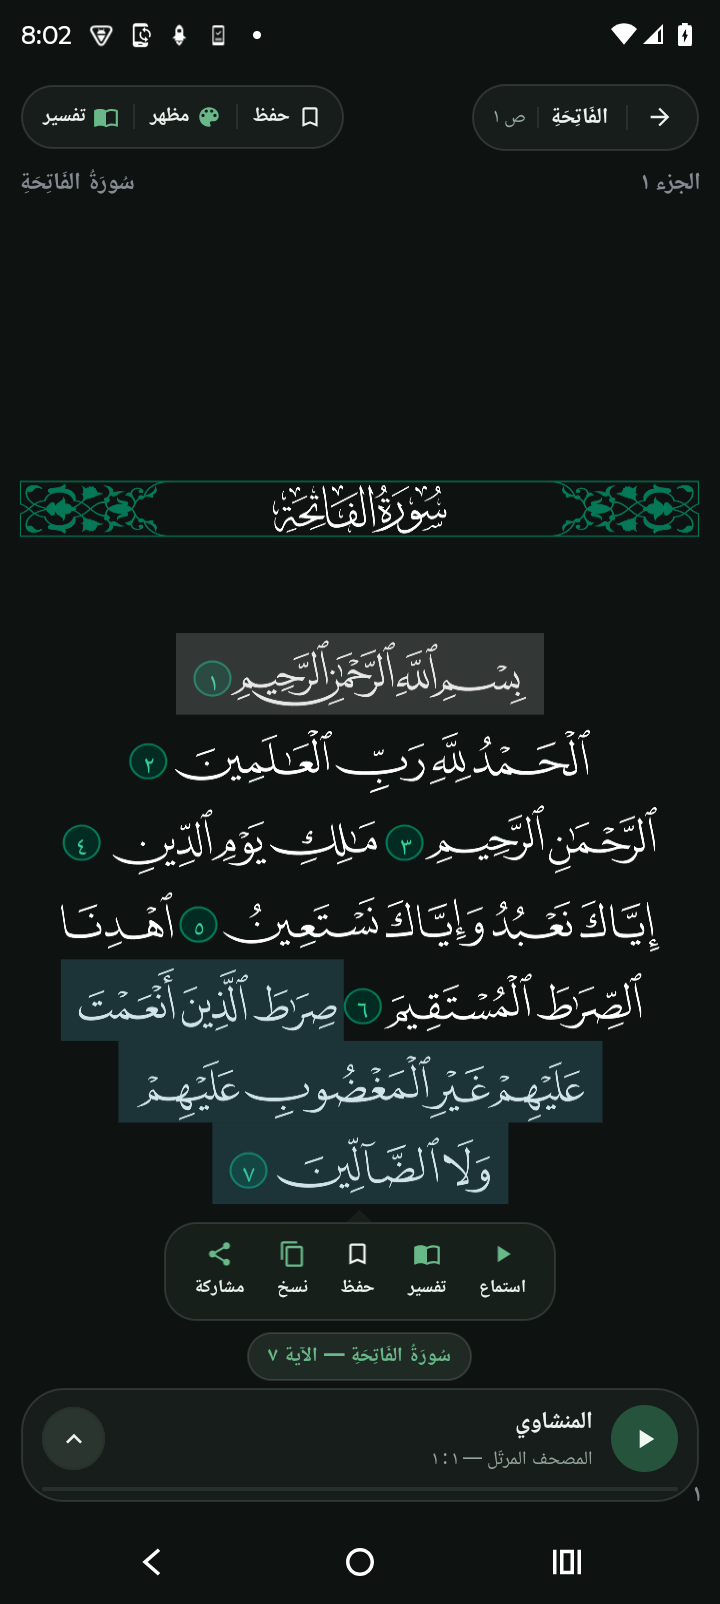 8:02
الفَاتِحَةِ ص ١
حفظ مظهر تفسير
الجزء ١
سُورَةُ الفَاتِحَةِ
سُورَةُ الْفَاتِحَةِ
بِسْمِ ٱللَّهِ ٱلرَّحْمَٰنِ ٱلرَّحِيمِ ١
ٱلْحَمْدُ لِلَّهِ رَبِّ ٱلْعَٰلَمِينَ ٢
ٱلرَّحْمَٰنِ ٱلرَّحِيمِ ٣ مَٰلِكِ يَوْمِ ٱلدِّينِ ٤
إِيَّاكَ نَعْبُدُ وَإِيَّاكَ نَسْتَعِينُ ٥ ٱهْدِنَا
ٱلصِّرَٰطَ ٱلْمُسْتَقِيمَ ٦ صِرَٰطَ ٱلَّذِينَ أَنْعَمْتَ
عَلَيْهِمْ غَيْرِ ٱلْمَغْضُوبِ عَلَيْهِمْ
وَلَا ٱلضَّآلِّينَ ٧
استماع تفسير حفظ نسخ مشاركة
سُورَةُ الفَاتِحَةِ — الآية ٧
المنشاوي
المصحف المرتّل — ١:١
١